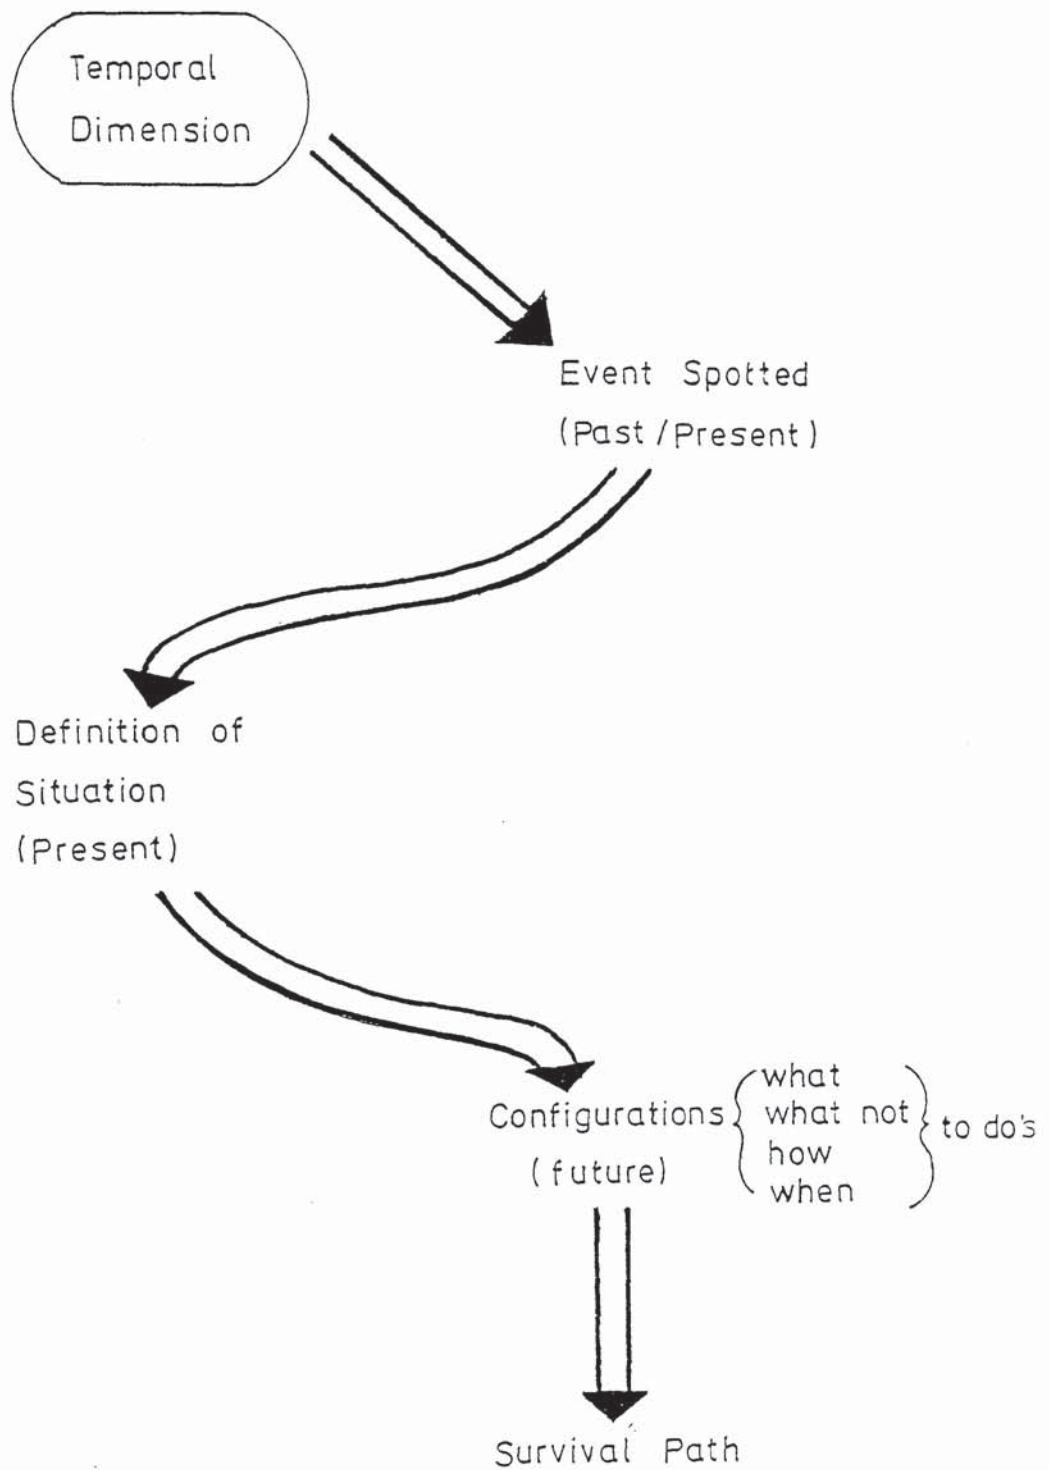 Temporal
Dimension
Event Spotted
(Past/Present)
Definition of
Situation
(Present)
Configurations
(future)
what
what not
how
when
to do's
Survival Path